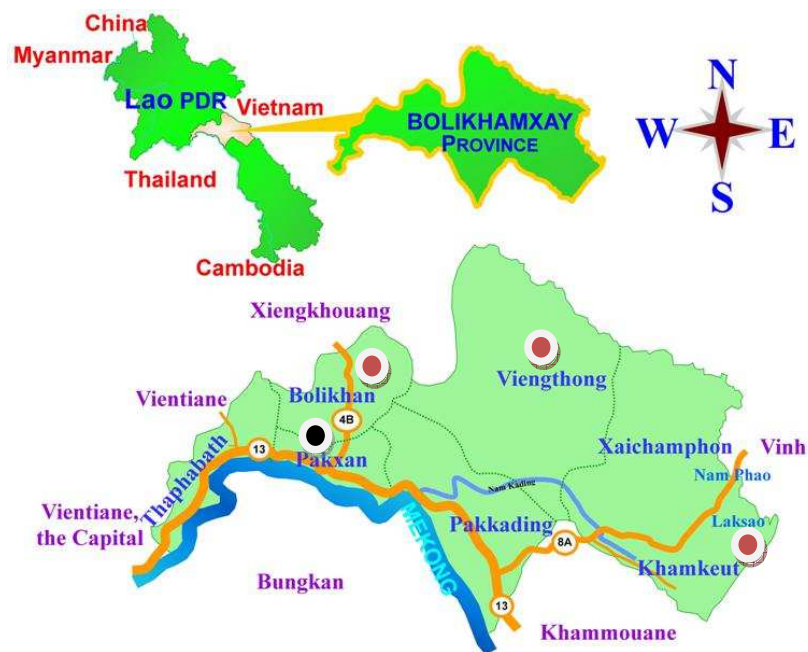 China
Myanmar
Lao PDR
Vietnam
Thailand
Cambodia
BOLIKHAMXAY
PROVINCE
N
W
E
S
Xiengkhouang
Vientiane
Bolikhan
4B
Viengthong
13
Pakxan
Thaphabath
Xaichamphon
Vinh
Nam Phao
Nam Kading
Vientiane,
the Capital
MEKONG
Pakkading
8A
Laksao
Khamkeut
Bungkan
13
Khammouane